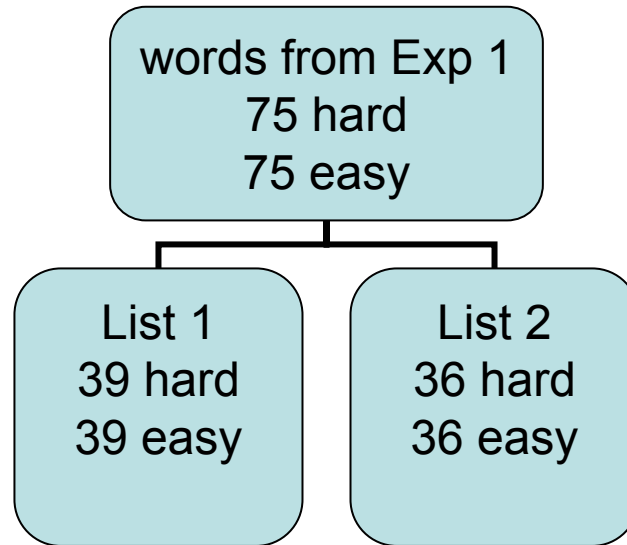 words from Exp 1
75 hard
75 easy
List 1
39 hard
39 easy
List 2
36 hard
36 easy